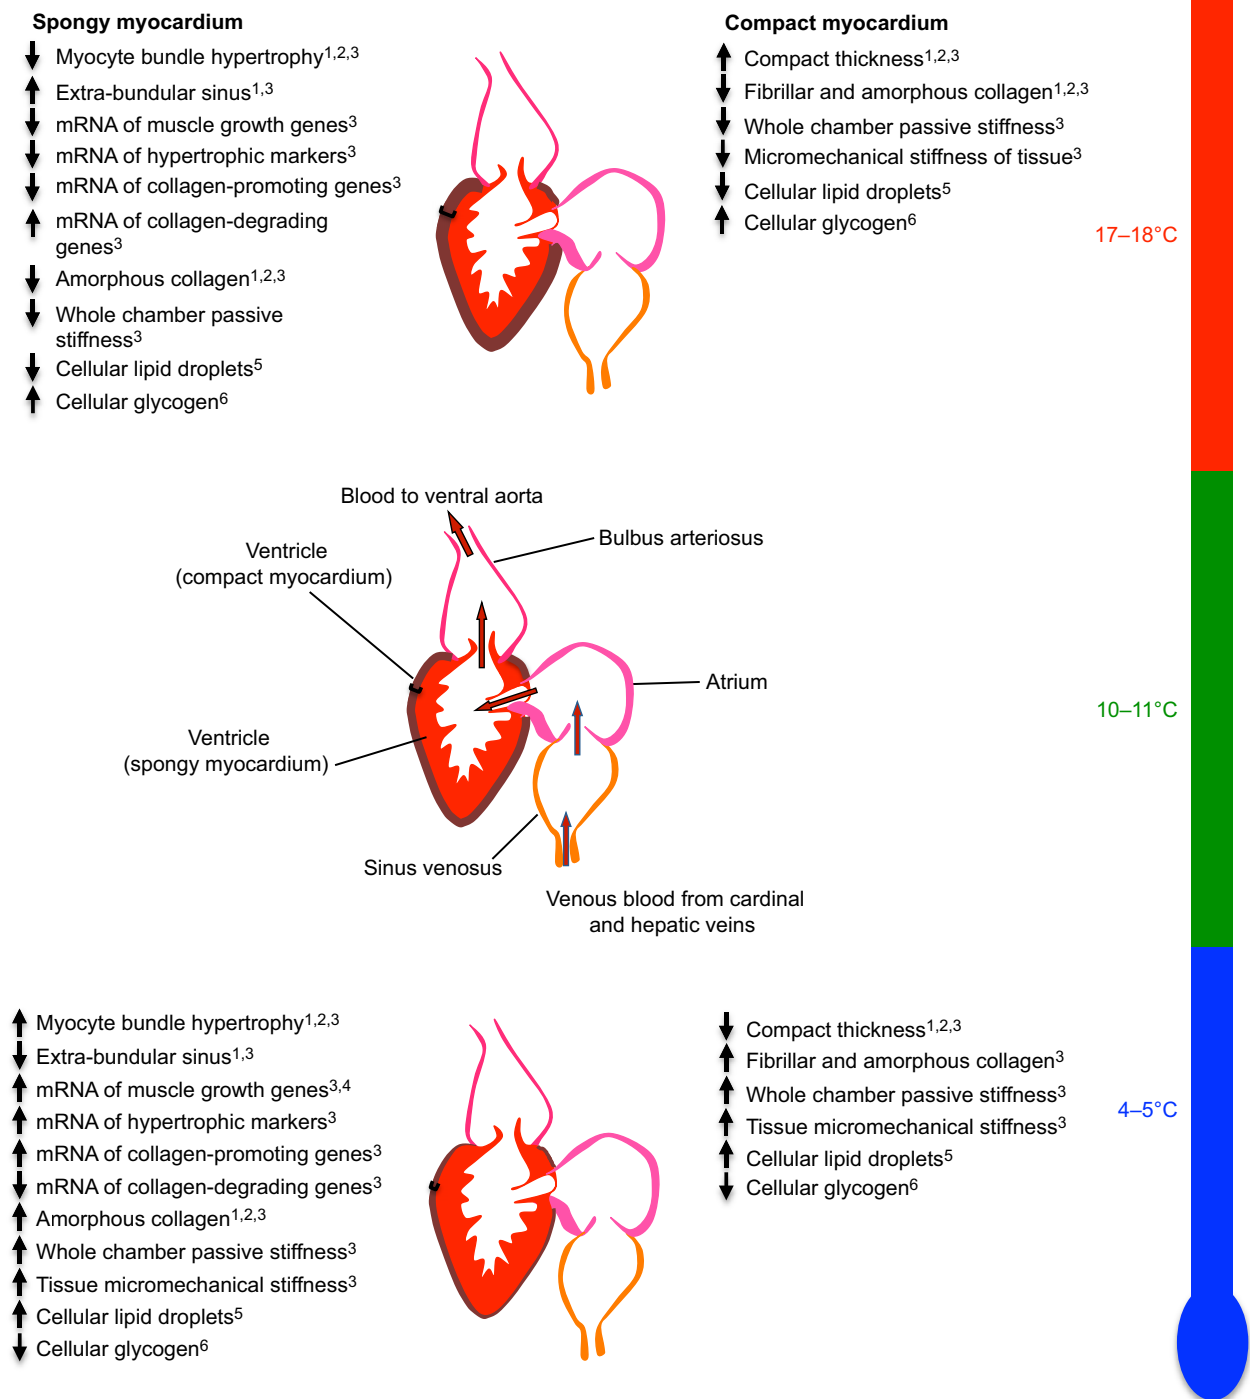 Spongy myocardium
Myocyte bundle hypertrophy1,2,3
Extra-bundular sinus1,3
mRNA of muscle growth genes3
mRNA of hypertrophic markers3
mRNA of collagen-promoting genes3
mRNA of collagen-degrading
genes3
Amorphous collagen1,2,3
Whole chamber passive
stiffness3
Cellular lipid droplets5
Cellular glycogen6
Compact myocardium
Compact thickness1,2,3
Fibrillar and amorphous collagen1,2,3
Whole chamber passive stiffness3
Micromechanical stiffness of tissue3
Cellular lipid droplets5
Cellular glycogen6
17–18°C
Blood to ventral aorta
Bulbus arteriosus
Ventricle
(compact myocardium)
Atrium
10–11°C
Ventricle
(spongy myocardium)
Sinus venosus
Venous blood from cardinal
and hepatic veins
Myocyte bundle hypertrophy1,2,3
Extra-bundular sinus1,3
mRNA of muscle growth genes3,4
mRNA of hypertrophic markers3
mRNA of collagen-promoting genes3
mRNA of collagen-degrading genes3
Amorphous collagen1,2,3
Whole chamber passive stiffness3
Tissue micromechanical stiffness3
Cellular lipid droplets5
Cellular glycogen6
Compact thickness1,2,3
Fibrillar and amorphous collagen3
Whole chamber passive stiffness3
Tissue micromechanical stiffness3
Cellular lipid droplets5
Cellular glycogen6
4–5°C